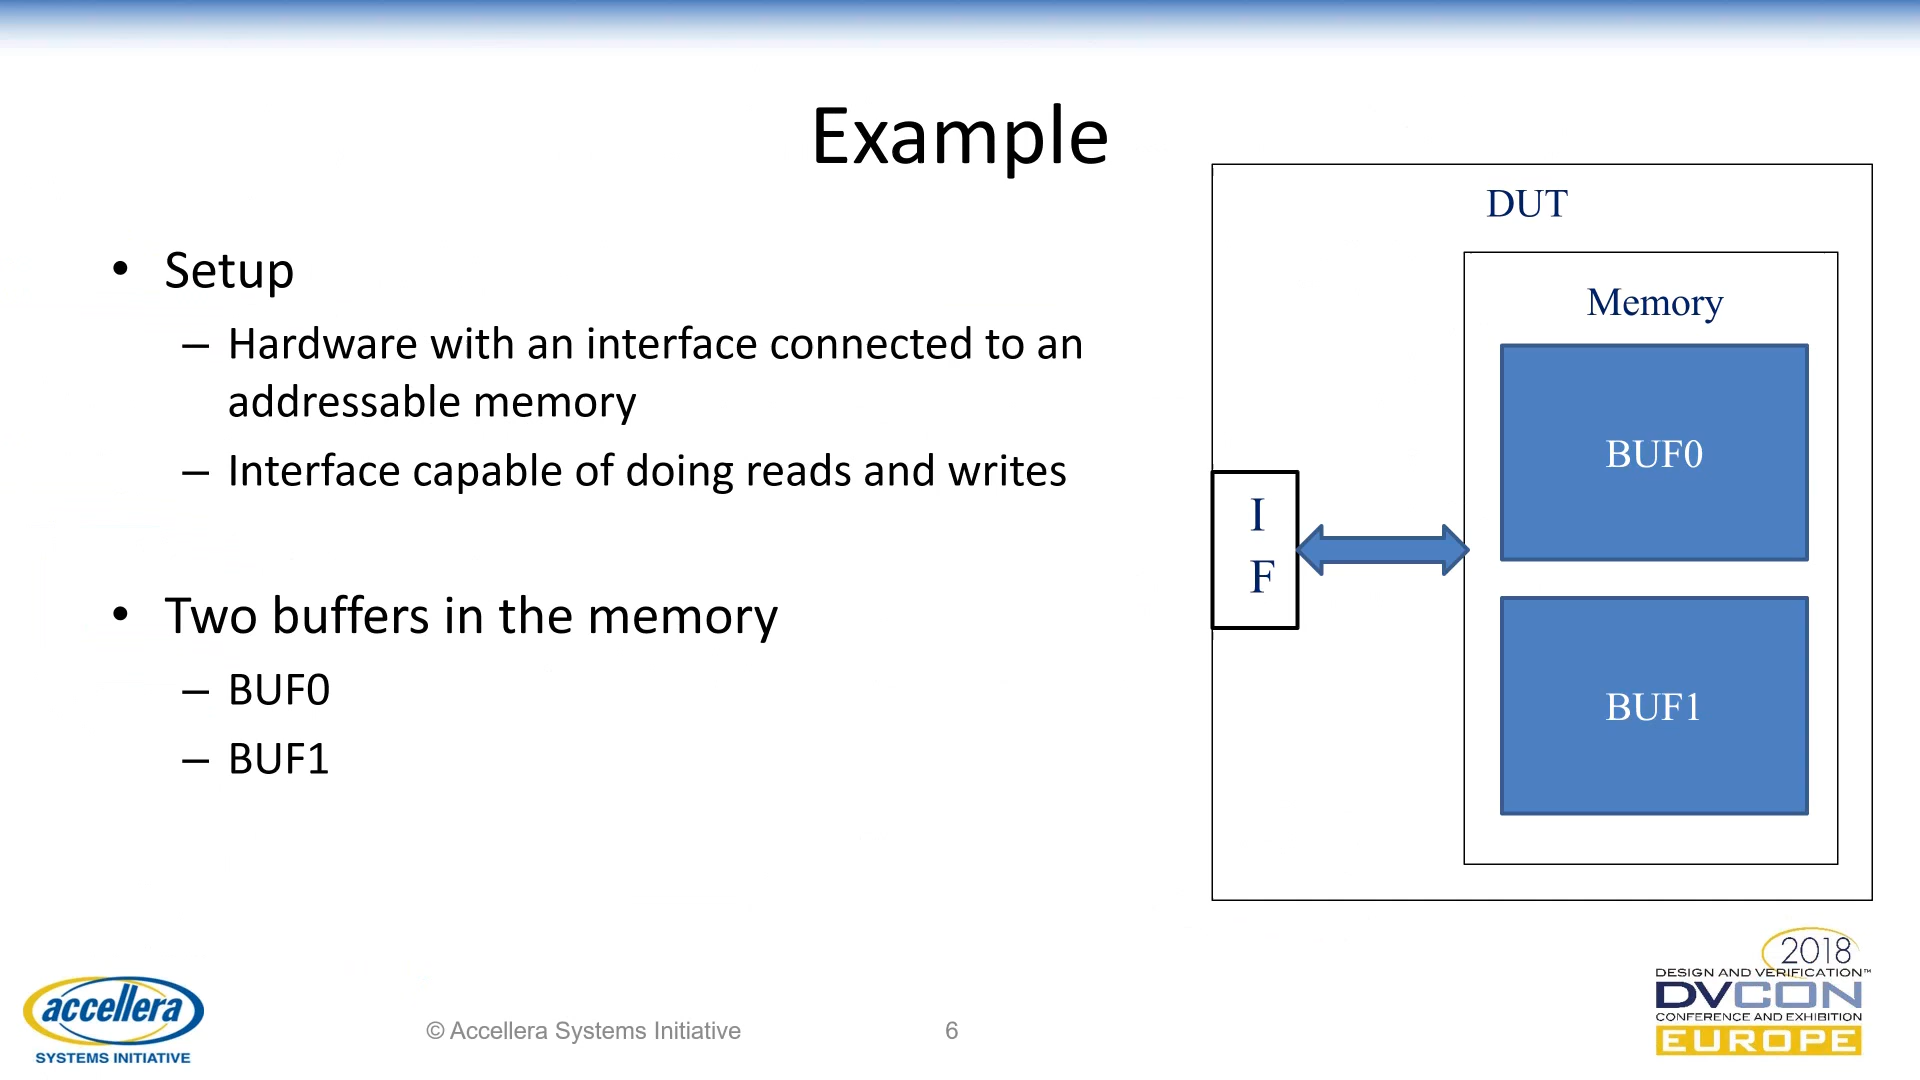 Example
• Setup
– Hardware with an interface connected to an
addressable memory
– Interface capable of doing reads and writes
• Two buffers in the memory
– BUF0
– BUF1
DUT
Memory
BUF0
I
F
BUF1
accellera
SYSTEMS INITIATIVE
© Accellera Systems Initiative
6
2018
DESIGN AND VERIFICATION™
DVCON
CONFERENCE AND EXHIBITION
EUROPE